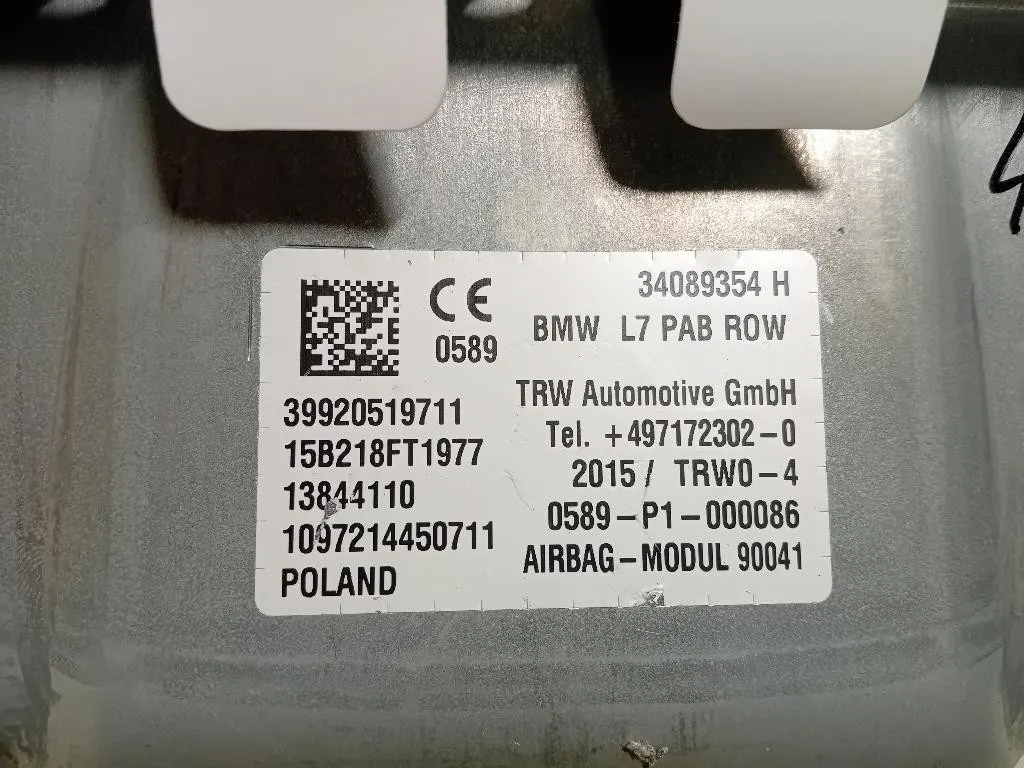 34089354 H
CE
0589
BMW L7 PAB ROW
39920519711
15B218FT1977
13844110
1097214450711
POLAND
TRW Automotive GmbH
Tel. +497172302-0
2015 / TRW0-4
0589-P1-000086
AIRBAG-MODUL 90041